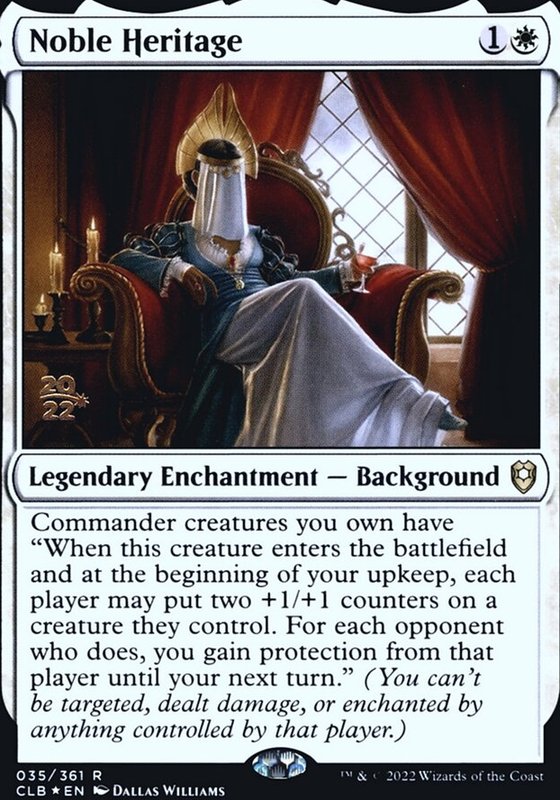 Noble Heritage 1
20
22
Legendary Enchantment — Background
Commander creatures you own have
“When this creature enters the battlefield
and at the beginning of your upkeep, each
player may put two +1/+1 counters on a
creature they control. For each opponent
who does, you gain protection from that
player until your next turn.” (You can’t
be targeted, dealt damage, or enchanted by
anything controlled by that player.)
035/361 R
CLB ★ EN DALLAS WILLIAMS
™ & © 2022 Wizards of the Coast